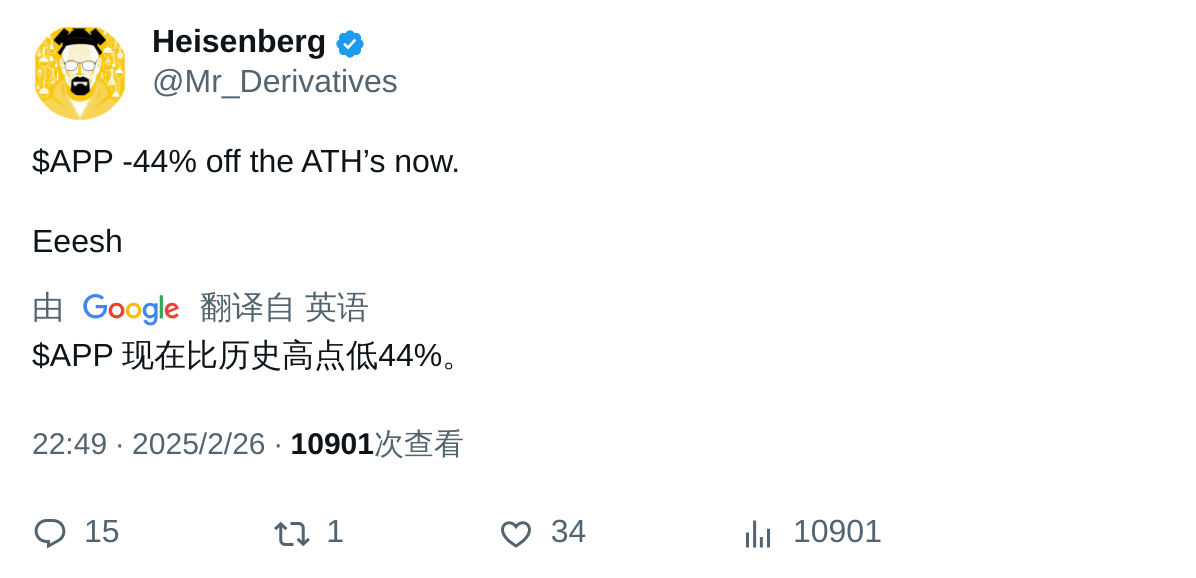 Heisenberg
@Mr_Derivatives
$APP -44% off the ATH’s now.
Eeesh
由 Google 翻译自 英语
$APP 现在比历史高点低44%。
22:49 · 2025/2/26 · 10901次查看
15 1 34 10901